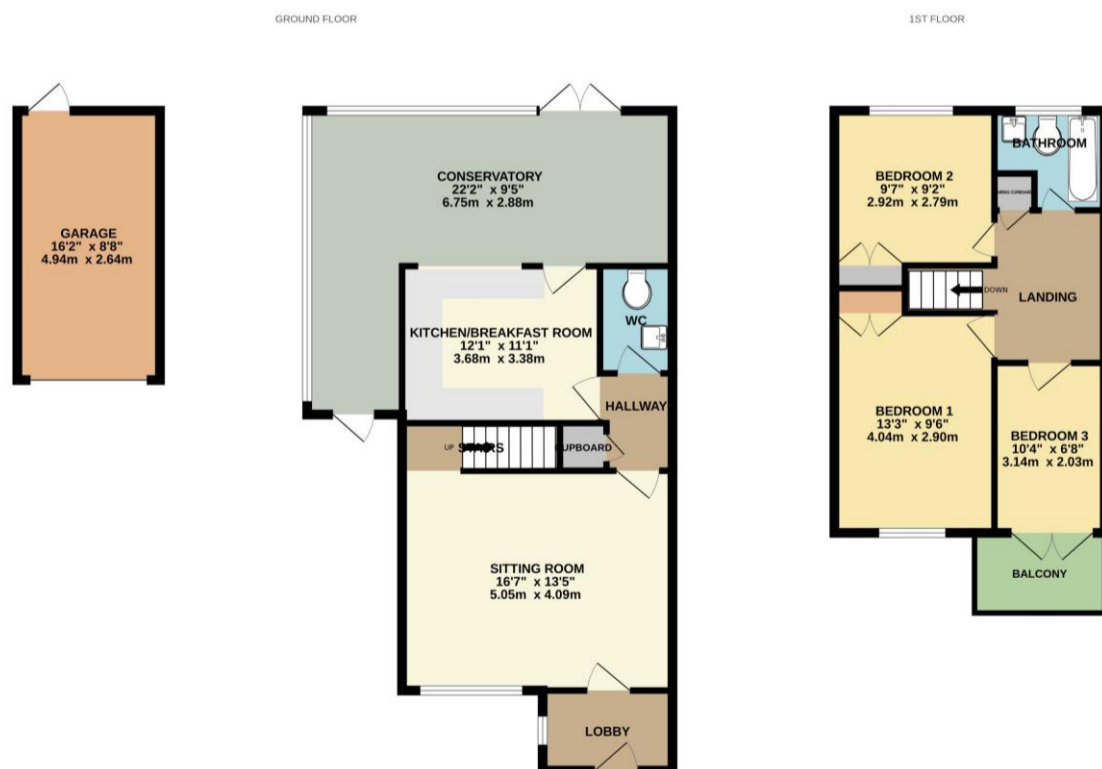 GROUND FLOOR
1ST FLOOR
GARAGE
16'2" x 8'8"
4.94m x 2.64m
CONSERVATORY
22'2" x 9'5"
6.75m x 2.88m
KITCHEN/BREAKFAST ROOM
12'1" x 11'1"
3.68m x 3.38m
WC
HALLWAY
UP
STAIRS
CUPBOARD
SITTING ROOM
16'7" x 13'5"
5.05m x 4.09m
LOBBY
BEDROOM 2
9'7" x 9'2"
2.92m x 2.79m
BATHROOM
CUPBOARD
DOWN
LANDING
BEDROOM 1
13'3" x 9'6"
4.04m x 2.90m
BEDROOM 3
10'4" x 6'8"
3.14m x 2.03m
BALCONY